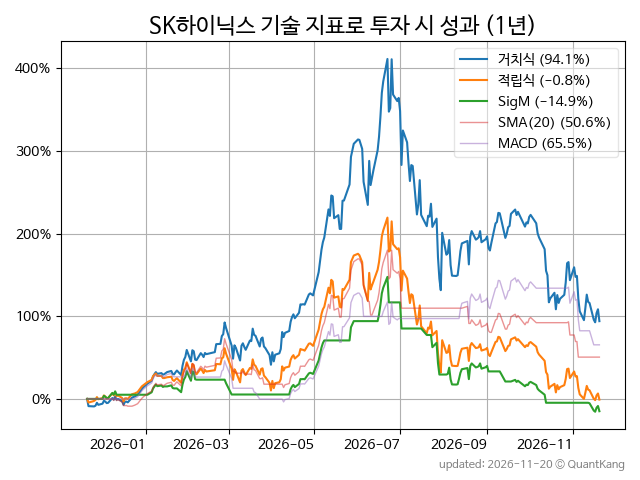 SK하이닉스 기술 지표로 투자 시 성과 (1년)
거치식 (94.1%)
적립식 (−0.8%)
SigM (−14.9%)
SMA(20) (50.6%)
MACD (65.5%)
400%
300%
200%
100%
0%
2026-01 2026-03 2026-05 2026-07 2026-09 2026-11
updated: 2026-11-20 © QuantKang